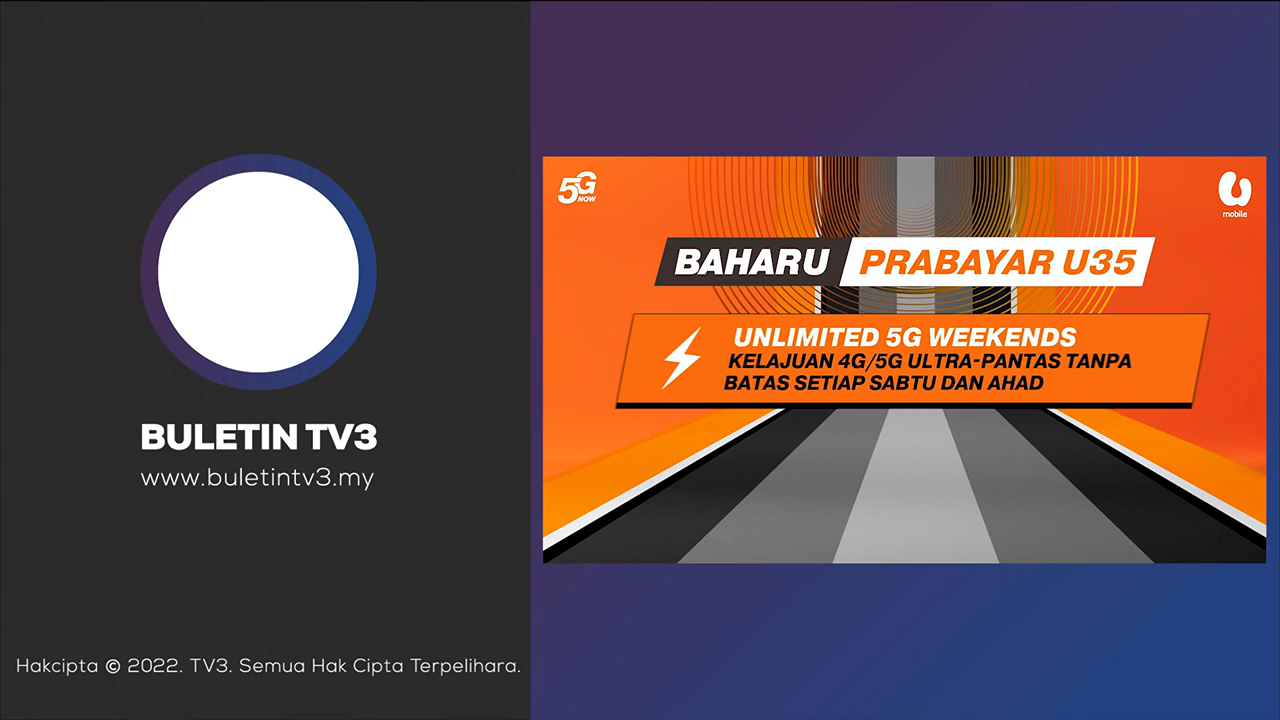 BULETIN TV3
www.buletintv3.my
Hakcipta © 2022. TV3. Semua Hak Cipta Terpelihara.
5G
NOW
mobile
BAHARU PRABAYAR U35
UNLIMITED 5G WEEKENDS
KELAJUAN 4G/5G ULTRA-PANTAS TANPA
BATAS SETIAP SABTU DAN AHAD